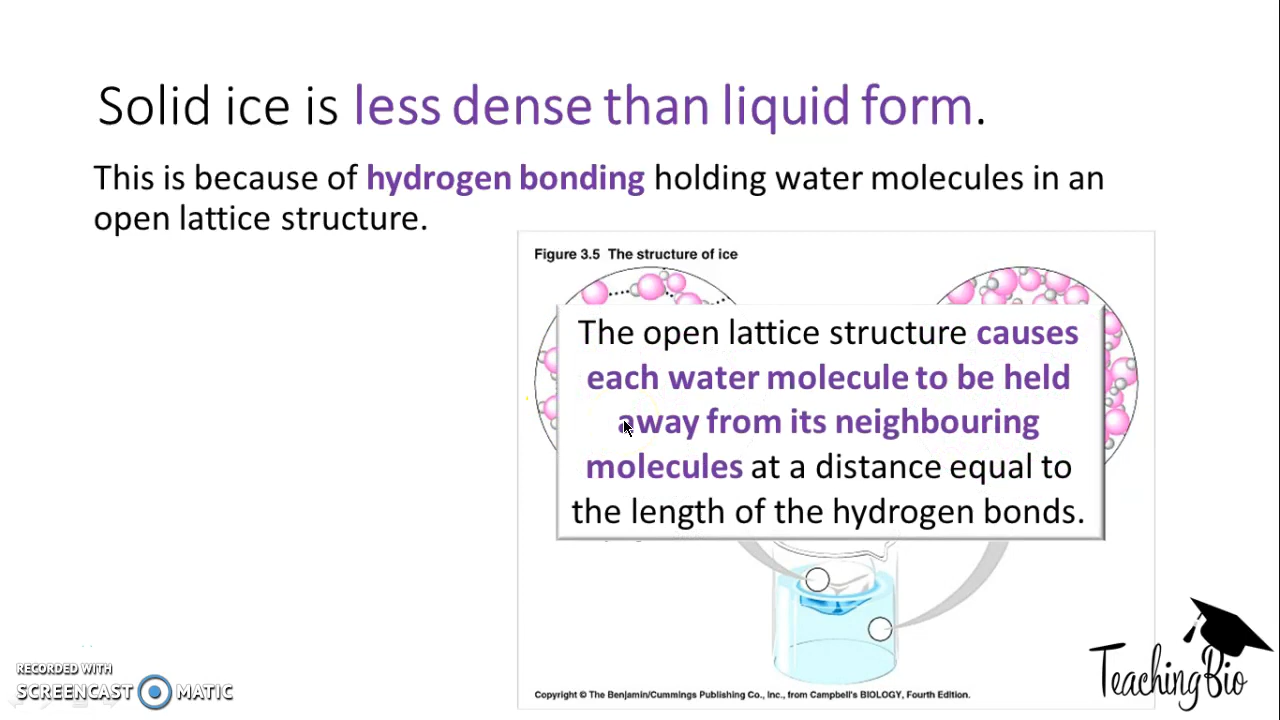 Solid ice is less dense than liquid form.
This is because of hydrogen bonding holding water molecules in an
open lattice structure.
Figure 3.5 The structure of ice
The open lattice structure causes
each water molecule to be held
away from its neighbouring
molecules at a distance equal to
the length of the hydrogen bonds.
Copyright © The Benjamin/Cummings Publishing Co., Inc., from Campbell's BIOLOGY, Fourth Edition.
TeachingBio
RECORDED WITH
SCREENCAST MATIC